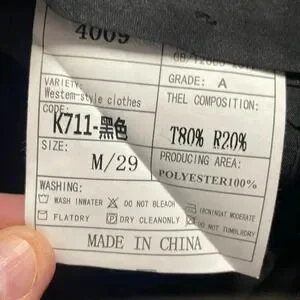 4009
VARIETY:
Western-style clothes
GRADE: A
CODE:
K711-黑色
THEL COMPOSITION:
T80% R20%
SIZE:
M/29
PRODUCING AREA:
POLYESTER100%
WASHING:
WASH INWATER DO NOT BLEACH IRONINGAT MODERATE
FLATDRY DRY CLEANONLY DO NOT TUMBLRDRY
MADE IN CHINA